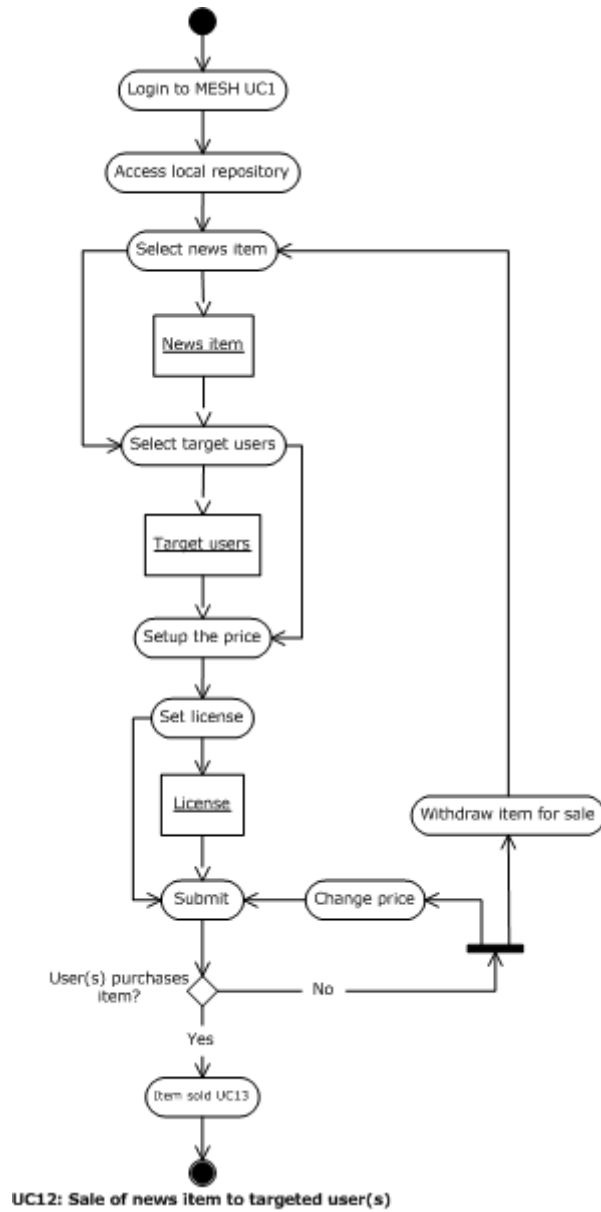 Login to MESH UC1
Access local repository
Select news item
News item
Select target users
Target users
Setup the price
Set license
License
Withdraw item for sale
Submit
Change price
User(s) purchases
item?
No
Yes
Item sold UC13
UC12: Sale of news item to targeted user(s)